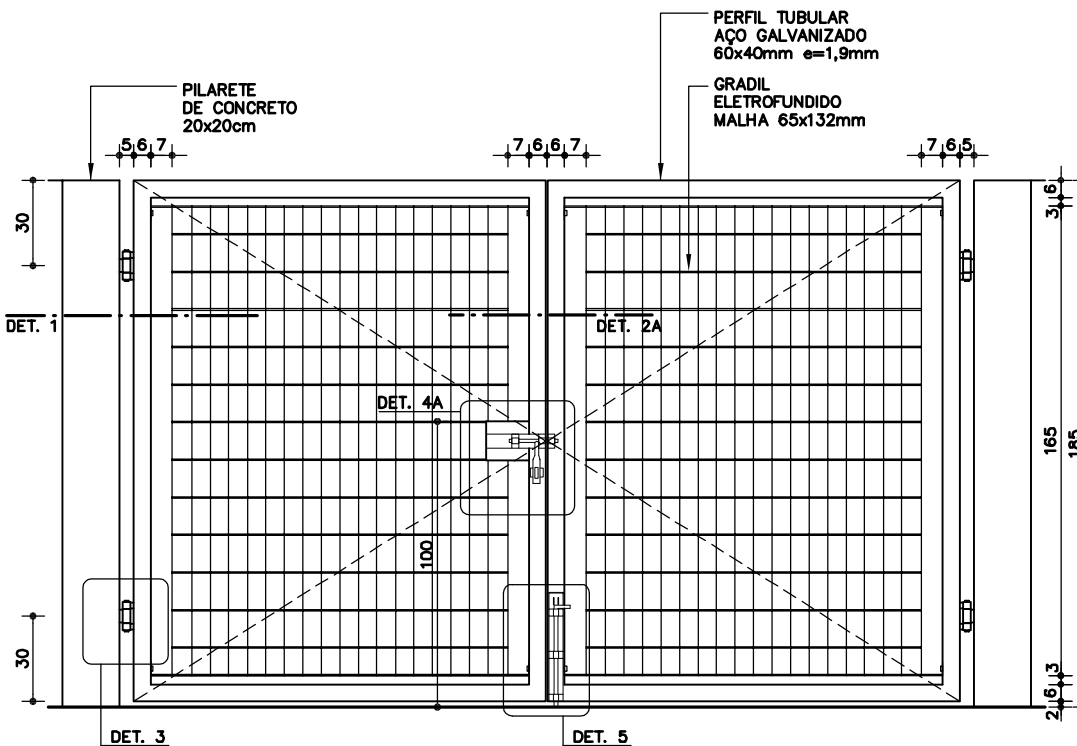 PERFIL TUBULAR
AÇO GALVANIZADO
60x40mm e=1,9mm
GRADIL
ELETROFUNDIDO
MALHA 65x132mm
PILARETE
DE CONCRETO
20x20cm
5 6 7
7 6 6 7
7 6 5
30
6
3
DET. 1
DET. 2A
DET. 4A
165
185
100
30
3
6
2
DET. 3
DET. 5